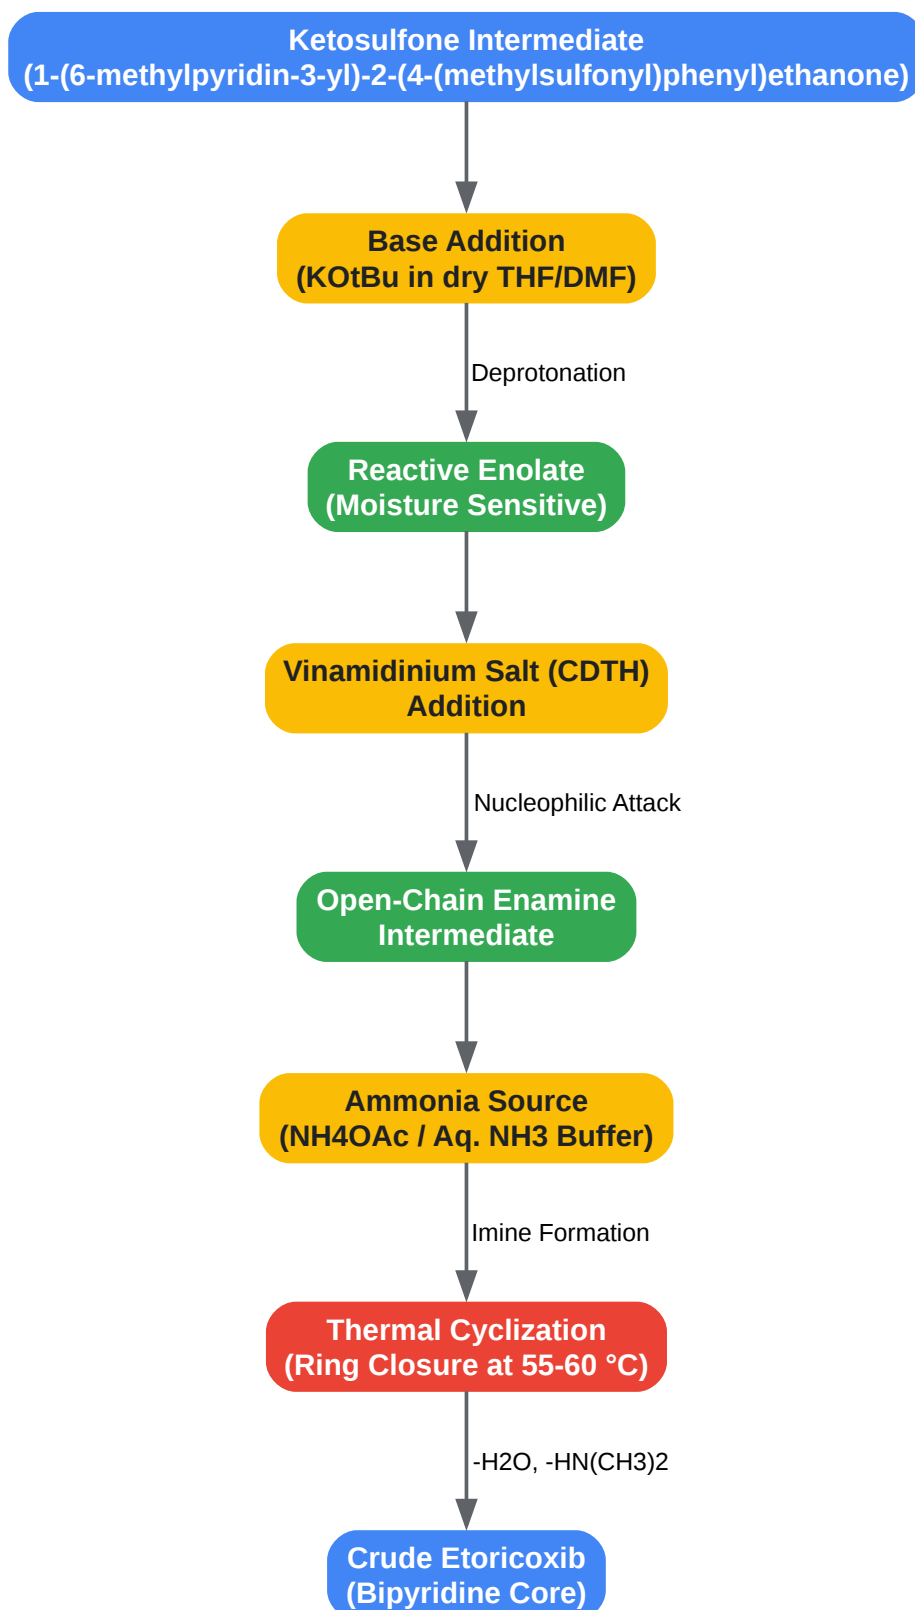 Ketosulfone Intermediate
(1-(6-methylpyridin-3-yl)-2-(4-(methylsulfonyl)phenyl)ethanone)
Base Addition
(KOtBu in dry THF/DMF)
Deprotonation
Reactive Enolate
(Moisture Sensitive)
Vinamidinium Salt (CDTH)
Addition
Nucleophilic Attack
Open-Chain Enamine
Intermediate
Ammonia Source
(NH4OAc / Aq. NH3 Buffer)
Imine Formation
Thermal Cyclization
(Ring Closure at 55-60 °C)
-H2O, -HN(CH3)2
Crude Etoricoxib
(Bipyridine Core)